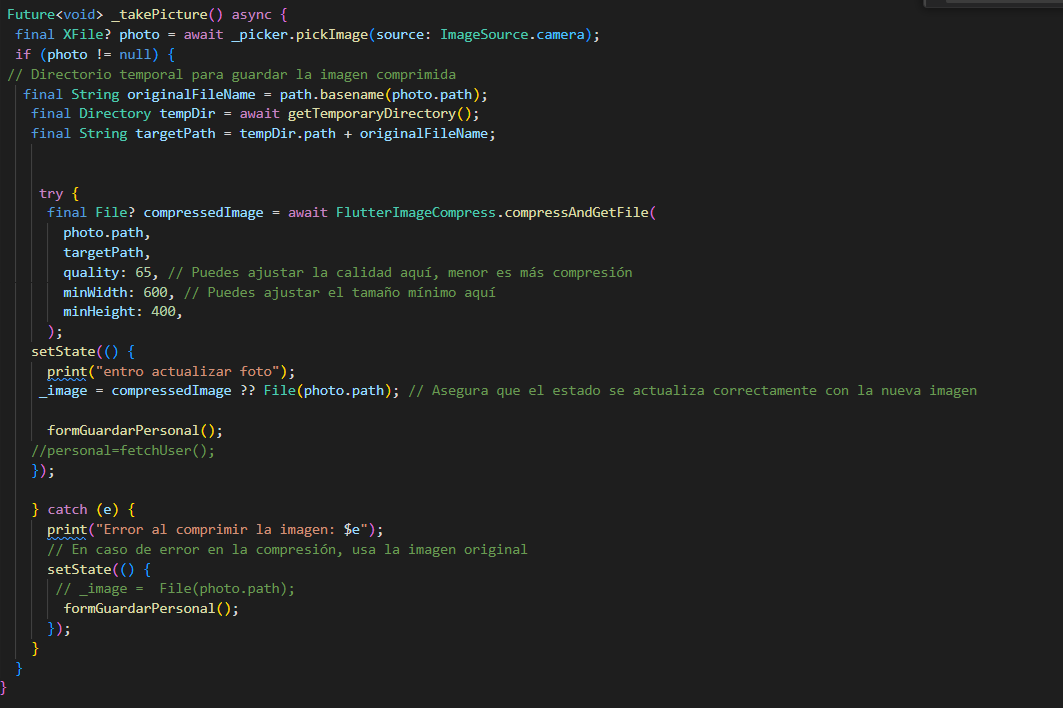 Future<void> _takePicture() async {
final XFile? photo = await _picker.pickImage(source: ImageSource.camera);
if (photo != null) {
// Directorio temporal para guardar la imagen comprimida
final String originalFileName = path.basename(photo.path);
final Directory tempDir = await getTemporaryDirectory();
final String targetPath = tempDir.path + originalFileName;
try {
final File? compressedImage = await FlutterImageCompress.compressAndGetFile(
photo.path,
targetPath,
quality: 65, // Puedes ajustar la calidad aquí, menor es más compresión
minWidth: 600, // Puedes ajustar el tamaño mínimo aquí
minHeight: 400,
);
setState(() {
print("entro actualizar foto");
_image = compressedImage ?? File(photo.path); // Asegura que el estado se actualiza correctamente con la nueva imagen
formGuardarPersonal();
//personal=fetchUser();
});
} catch (e) {
print("Error al comprimir la imagen: $e");
// En caso de error en la compresión, usa la imagen original
setState(() {
// _image =  File(photo.path);
formGuardarPersonal();
});
}
}
}